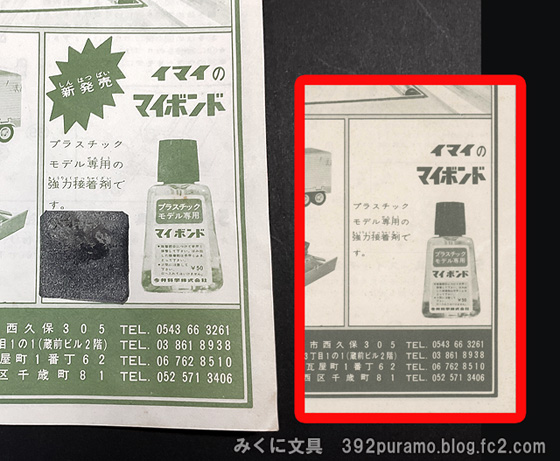 しんはつばい
新発売
イマイの
マイボンド
プラスチック
モデル専用の
強力接着剤で
す。
プラスチック
モデル専用
マイボンド
¥50
今井科学株式会社
西久保305 TEL. 0543 66 3261
目1の1(蔵前ビル2階) TEL. 03 861 8938
屋町1番丁62 TEL. 06 762 8510
区千歳町81 TEL. 052 571 3406
イマイの
マイボンド
プラスチック
モデル専用の
強力接着剤で
す。
プラスチック
モデル専用
マイボンド
市西久保305 TEL. 0543 66 3261
3丁目1の1(蔵前ビル2階) TEL. 03 861 8938
瓦屋町1番丁62 TEL. 06 762 8510
西区千歳町81 TEL. 052 571 3406
みくに文具 392puramo.blog.fc2.com